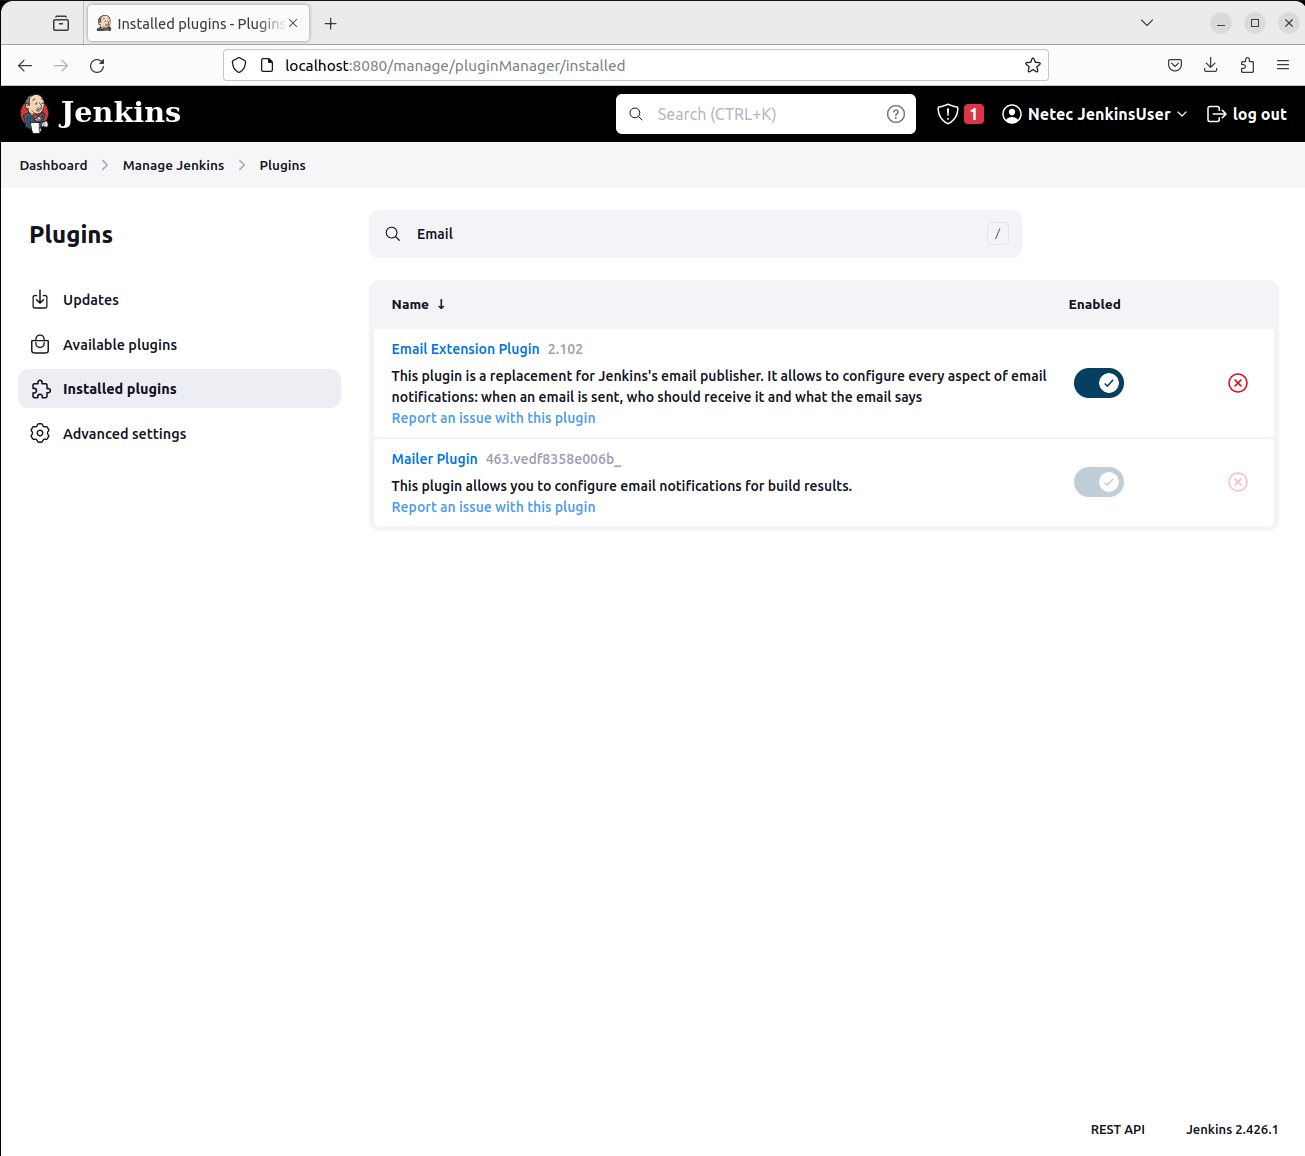 Installed plugins - Plugins
localhost:8080/manage/pluginManager/installed
Jenkins
Search (CTRL+K)
1
Netec JenkinsUser
log out
Dashboard
Manage Jenkins
Plugins
Plugins
Updates
Available plugins
Installed plugins
Advanced settings
Email
/
Name ↓
Enabled
Email Extension Plugin 2.102
This plugin is a replacement for Jenkins's email publisher. It allows to configure every aspect of email
notifications: when an email is sent, who should receive it and what the email says
Report an issue with this plugin
Mailer Plugin 463.vedf8358e006b_
This plugin allows you to configure email notifications for build results.
Report an issue with this plugin
REST API
Jenkins 2.426.1